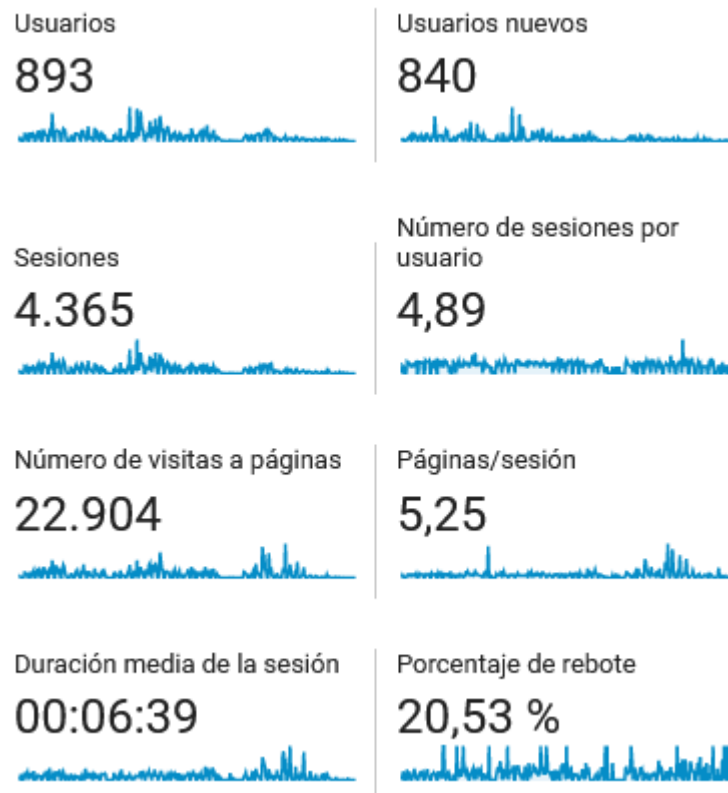 Usuarios
893
Usuarios nuevos
840
Sesiones
4.365
Número de sesiones por
usuario
4,89
Número de visitas a páginas
22.904
Páginas/sesión
5,25
Duración media de la sesión
00:06:39
Porcentaje de rebote
20,53 %